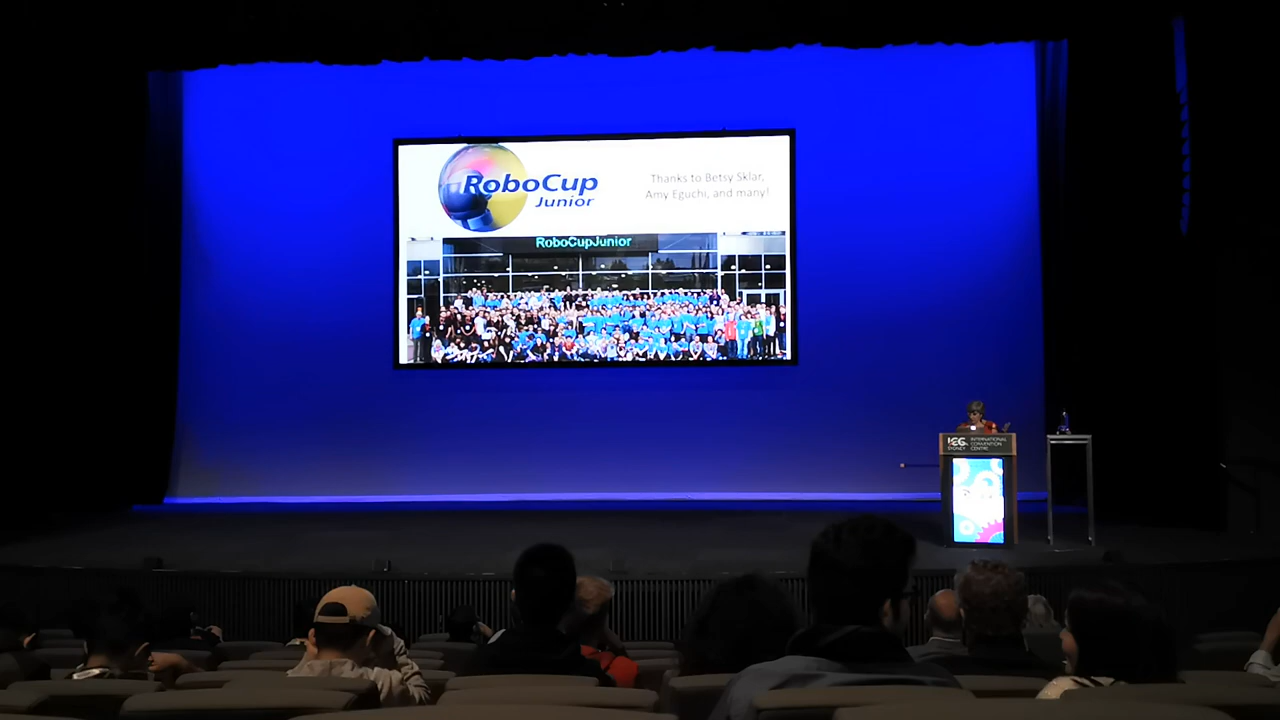 RoboCup
Junior
Thanks to Betsy Sklar,
Amy Eguchi, and many!
RoboCupJunior
ICC
SYDNEY
INTERNATIONAL
CONVENTION
CENTRE